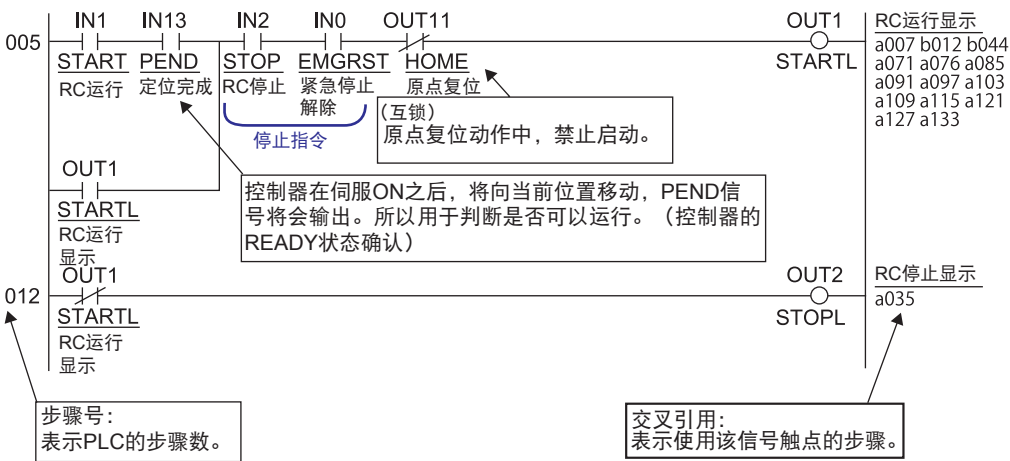 IN1 IN13 IN2 IN0 OUT11 OUT1 RC运行显示
005
START PEND STOP EMGRST HOME STARTL
RC运行 定位完成 RC停止 紧急停止 原点复位
解除
a007 b012 b044
a071 a076 a085
a091 a097 a103
a109 a115 a121
a127 a133
停止指令
(互锁)
原点复位动作中，禁止启动。
OUT1
STARTL
RC运行
显示
控制器在伺服ON之后，将向当前位置移动，PEND信
号将会输出。所以用于判断是否可以运行。（控制器的
READY状态确认）
OUT1 OUT2 RC停止显示
012 a035
STARTL STOPL
RC运行
显示
步骤号：
表示PLC的步骤数。
交叉引用：
表示使用该信号触点的步骤。